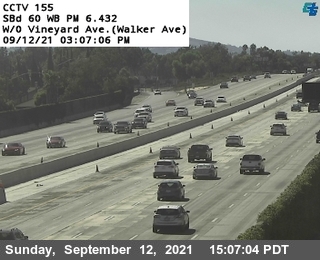 CCTV 155
SBd 60 WB PM 6.432
W/O Vineyard Ave.(Walker Ave)
09/12/21 03:07:06 PM
Sunday, September 12, 2021 15:07:04 PDT